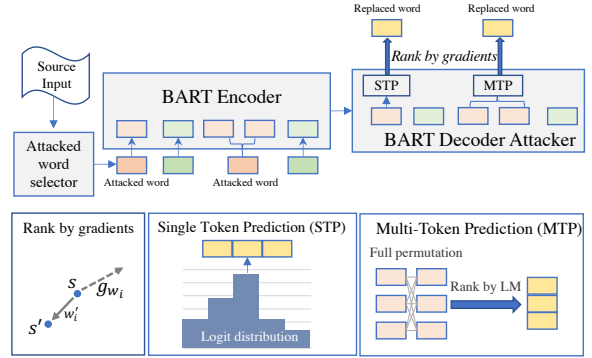 Replaced word
Replaced word
Rank by gradients
Source
Input
STP
MTP
BART Encoder
BART Decoder Attacker
Attacked
word
selector
Attacked word
Attacked word
Rank by gradients
s
g_{w_i}
w_i'
s'
Single Token Prediction (STP)
Logit distribution
Multi-Token Prediction (MTP)
Full permutation
Rank by LM